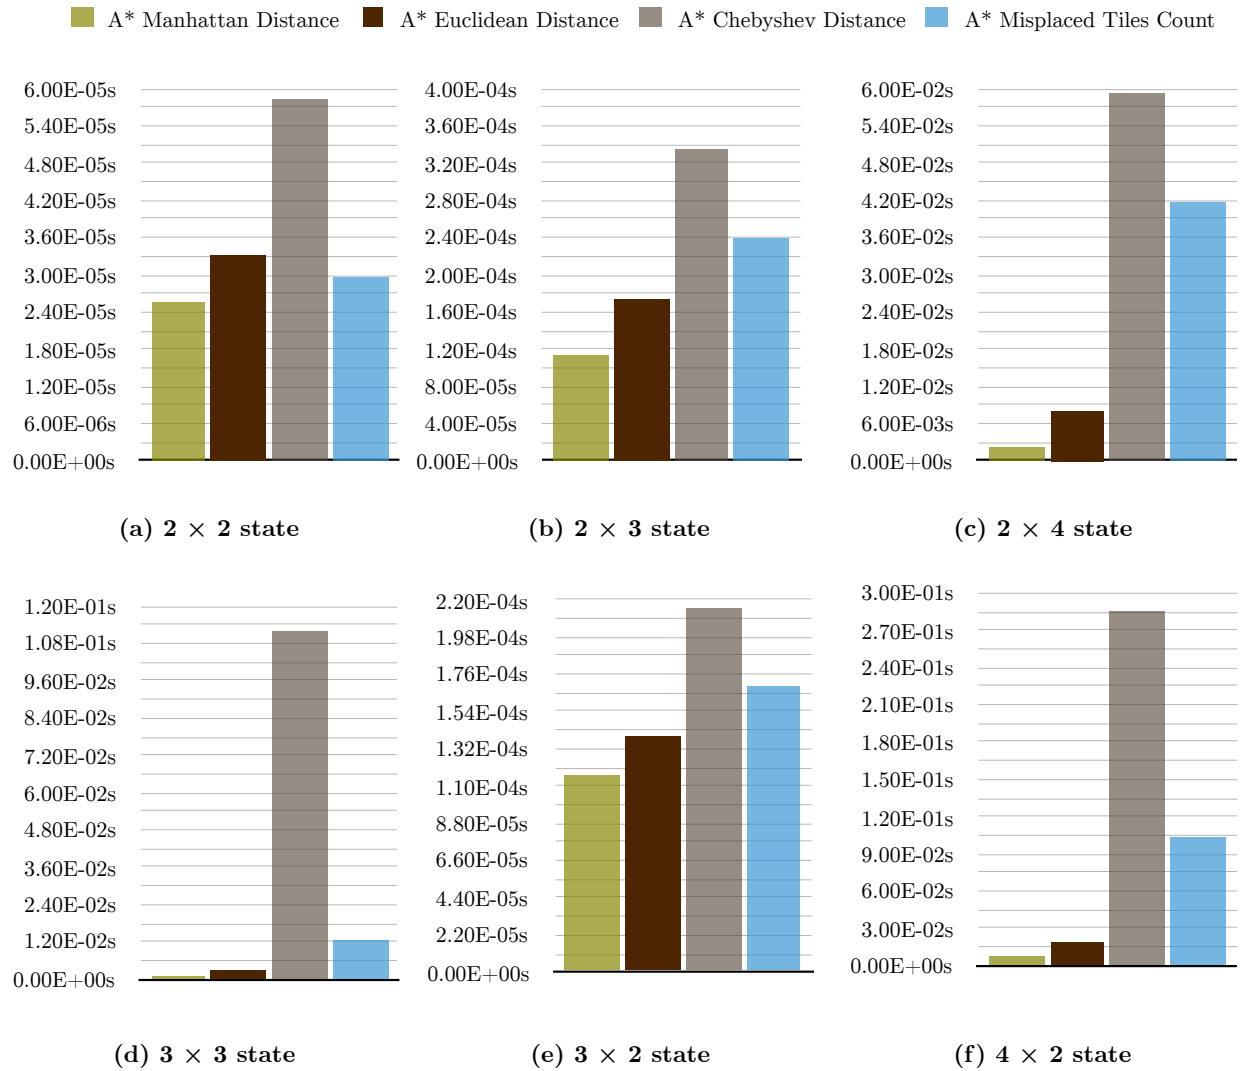 A* Manhattan Distance A* Euclidean Distance A* Chebyshev Distance A* Misplaced Tiles Count
6.00E-05s
5.40E-05s
4.80E-05s
4.20E-05s
3.60E-05s
3.00E-05s
2.40E-05s
1.80E-05s
1.20E-05s
6.00E-06s
0.00E+00s
(a) 2 × 2 state
4.00E-04s
3.60E-04s
3.20E-04s
2.80E-04s
2.40E-04s
2.00E-04s
1.60E-04s
1.20E-04s
8.00E-05s
4.00E-05s
0.00E+00s
(b) 2 × 3 state
6.00E-02s
5.40E-02s
4.80E-02s
4.20E-02s
3.60E-02s
3.00E-02s
2.40E-02s
1.80E-02s
1.20E-02s
6.00E-03s
0.00E+00s
(c) 2 × 4 state
1.20E-01s
1.08E-01s
9.60E-02s
8.40E-02s
7.20E-02s
6.00E-02s
4.80E-02s
3.60E-02s
2.40E-02s
1.20E-02s
0.00E+00s
(d) 3 × 3 state
2.20E-04s
1.98E-04s
1.76E-04s
1.54E-04s
1.32E-04s
1.10E-04s
8.80E-05s
6.60E-05s
4.40E-05s
2.20E-05s
0.00E+00s
(e) 3 × 2 state
3.00E-01s
2.70E-01s
2.40E-01s
2.10E-01s
1.80E-01s
1.50E-01s
1.20E-01s
9.00E-02s
6.00E-02s
3.00E-02s
0.00E+00s
(f) 4 × 2 state